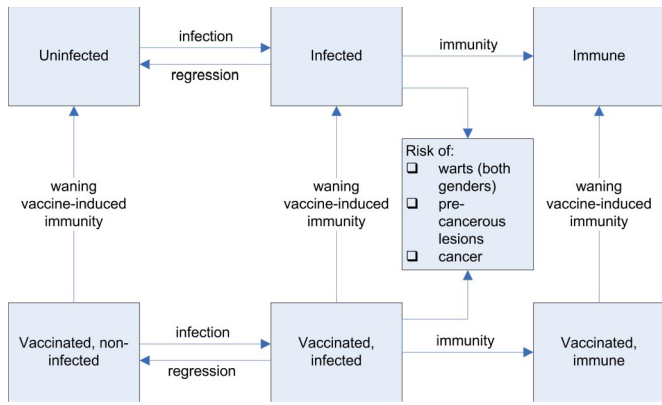 Uninfected
infection
regression
Infected
immunity
Immune
waning
vaccine-induced
immunity
waning
vaccine-induced
immunity
Risk of:
❑ warts (both
genders)
❑ pre-
cancerous
lesions
❑ cancer
waning
vaccine-induced
immunity
Vaccinated, non-
infected
infection
regression
Vaccinated,
infected
immunity
Vaccinated,
immune